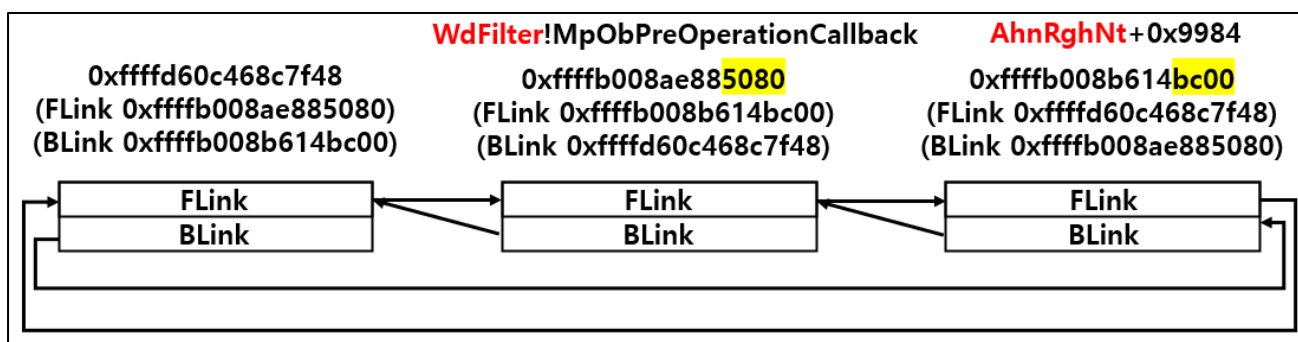 WdFilter!MpObPreOperationCallback
AhnRghNt+0x9984
0xffffd60c468c7f48
(FLink 0xffffb008ae885080)
(BLink 0xffffb008b614bc00)
0xffffb008ae885080
(FLink 0xffffb008b614bc00)
(BLink 0xffffd60c468c7f48)
0xffffb008b614bc00
(FLink 0xffffd60c468c7f48)
(BLink 0xffffb008ae885080)
FLink
BLink
FLink
BLink
FLink
BLink